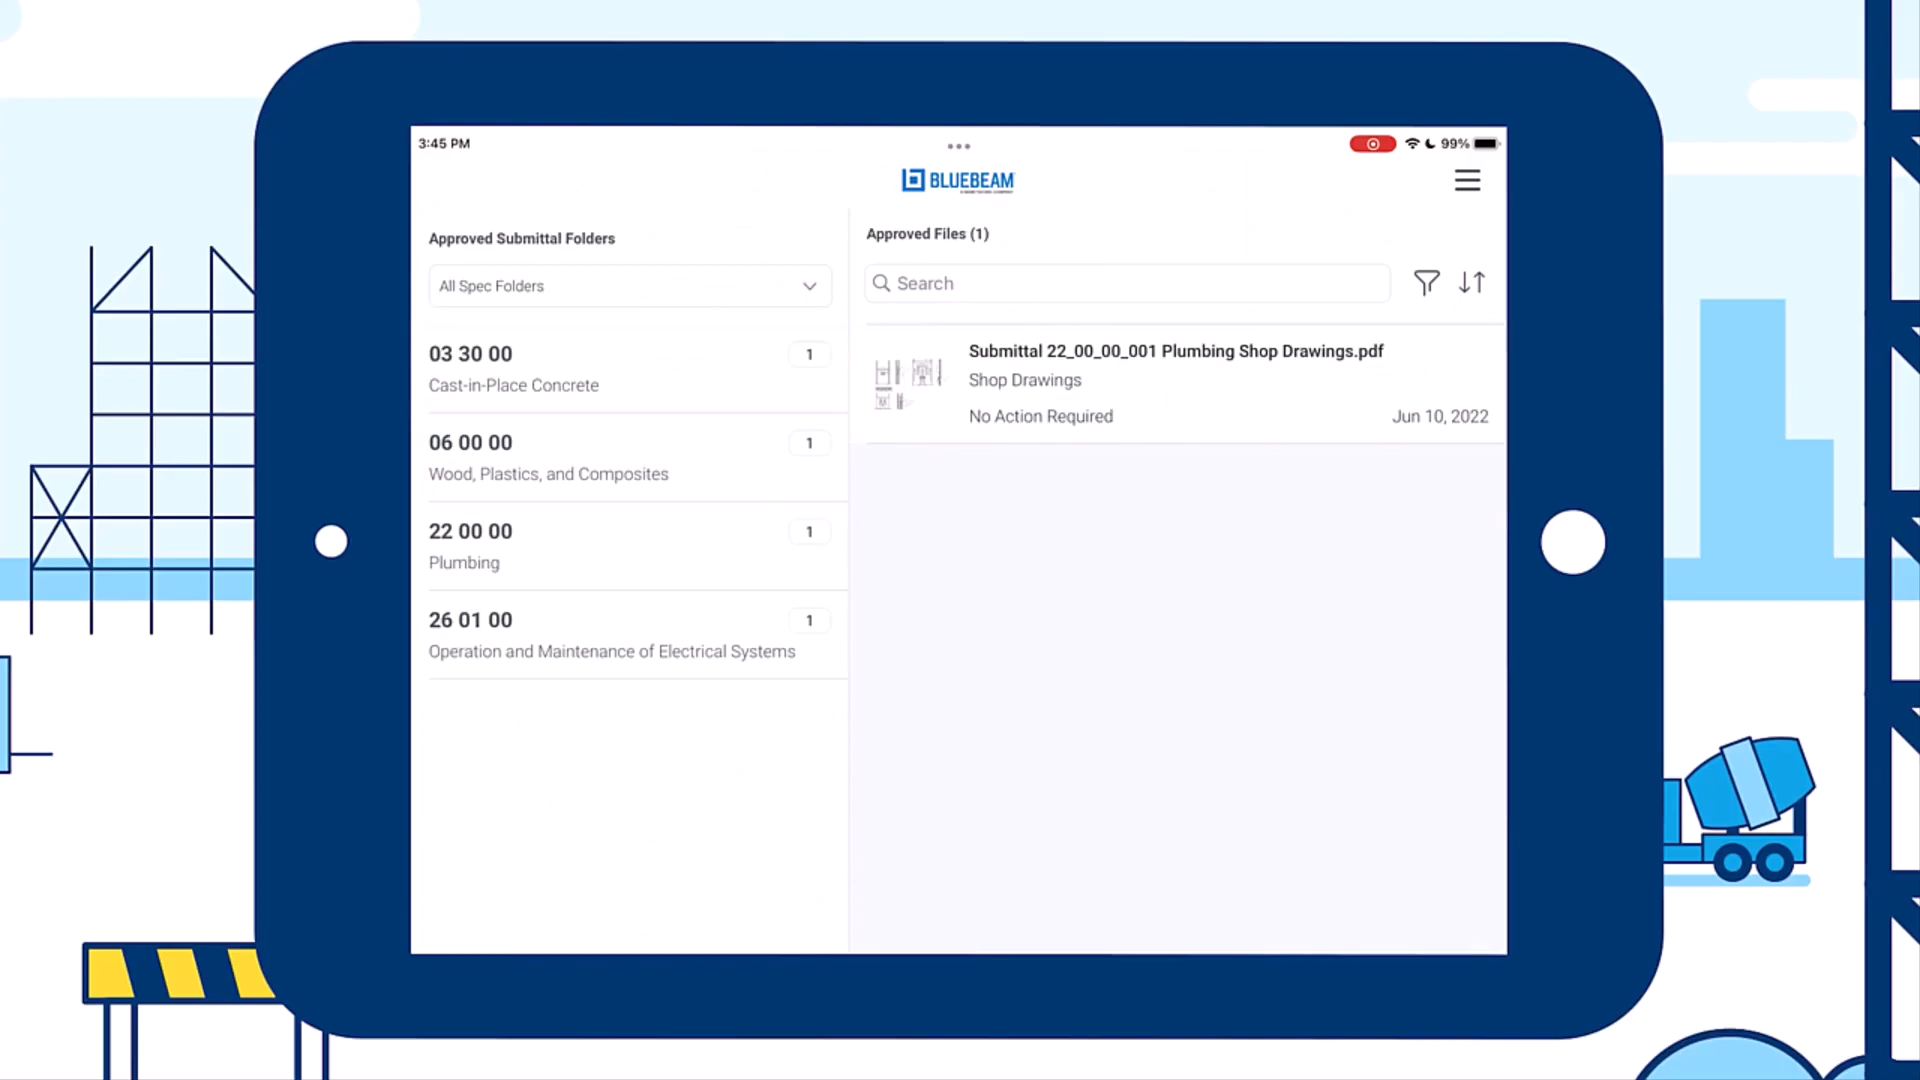 3:45 PM
99%
BLUEBEAM
Approved Submittal Folders
All Spec Folders
03 30 00
1
Cast-in-Place Concrete
06 00 00
1
Wood, Plastics, and Composites
22 00 00
1
Plumbing
26 01 00
1
Operation and Maintenance of Electrical Systems
Approved Files (1)
Search
Submittal 22_00_00_001 Plumbing Shop Drawings.pdf
Shop Drawings
No Action Required
Jun 10, 2022